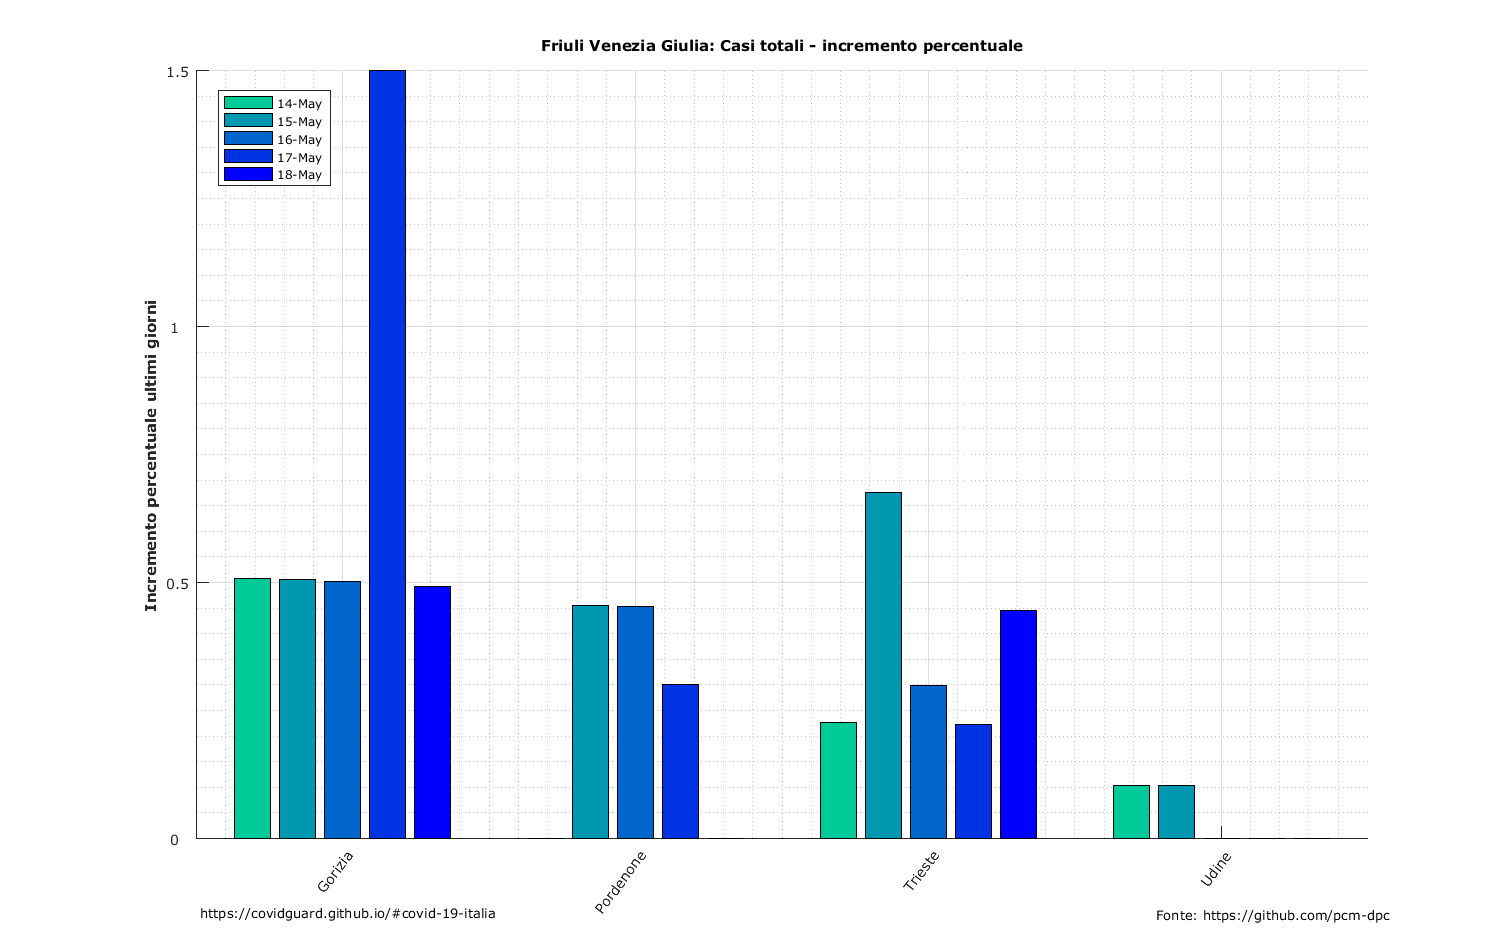 Friuli Venezia Giulia: Casi totali - incremento percentuale
1.5
1
0.5
0
Incremento percentuale ultimi giorni
14-May
15-May
16-May
17-May
18-May
Gorizia
Pordenone
Trieste
Udine
https://covidguard.github.io/#covid-19-italia
Fonte: https://github.com/pcm-dpc